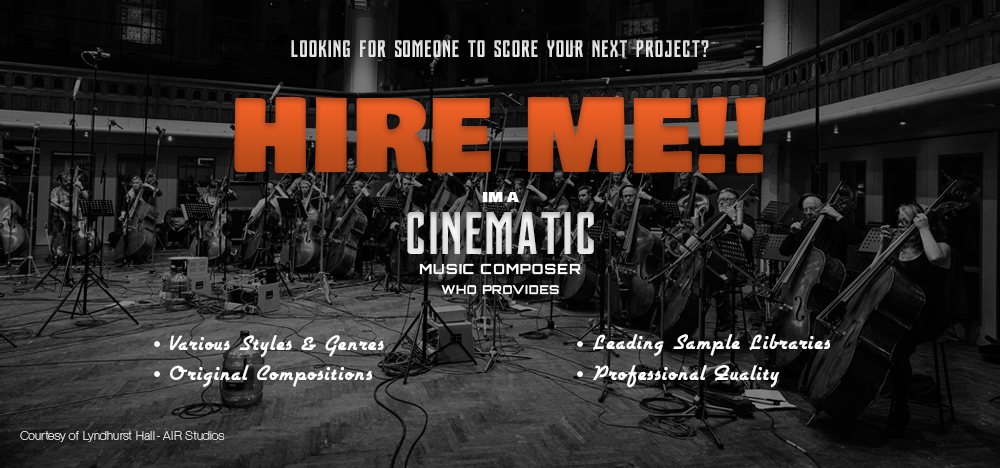 LOOKING FOR SOMEONE TO SCORE YOUR NEXT PROJECT?
HIRE ME!!
IM A
CINEMATIC
MUSIC COMPOSER
WHO PROVIDES
• Various Styles & Genres
• Original Compositions
• Leading Sample Libraries
• Professional Quality
Courtesy of Lyndhurst Hall - AIR Studios